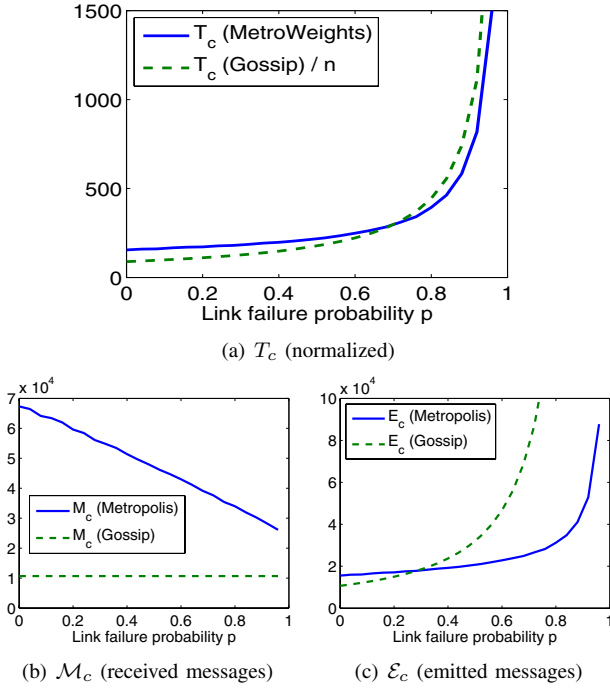 1500
1000
500
0
T_c (MetroWeights)
T_c (Gossip) / n
0 0.2 0.4 0.6 0.8 1
Link failure probability p
(a) T_c (normalized)
x 10^4
7
6
5
4
3
2
1
0
M_c (Metropolis)
M_c (Gossip)
0 0.2 0.4 0.6 0.8 1
Link failure probability p
(b) M_c (received messages)
x 10^4
10
8
6
4
2
0
E_c (Metropolis)
E_c (Gossip)
0 0.2 0.4 0.6 0.8 1
Link failure probability p
(c) E_c (emitted messages)